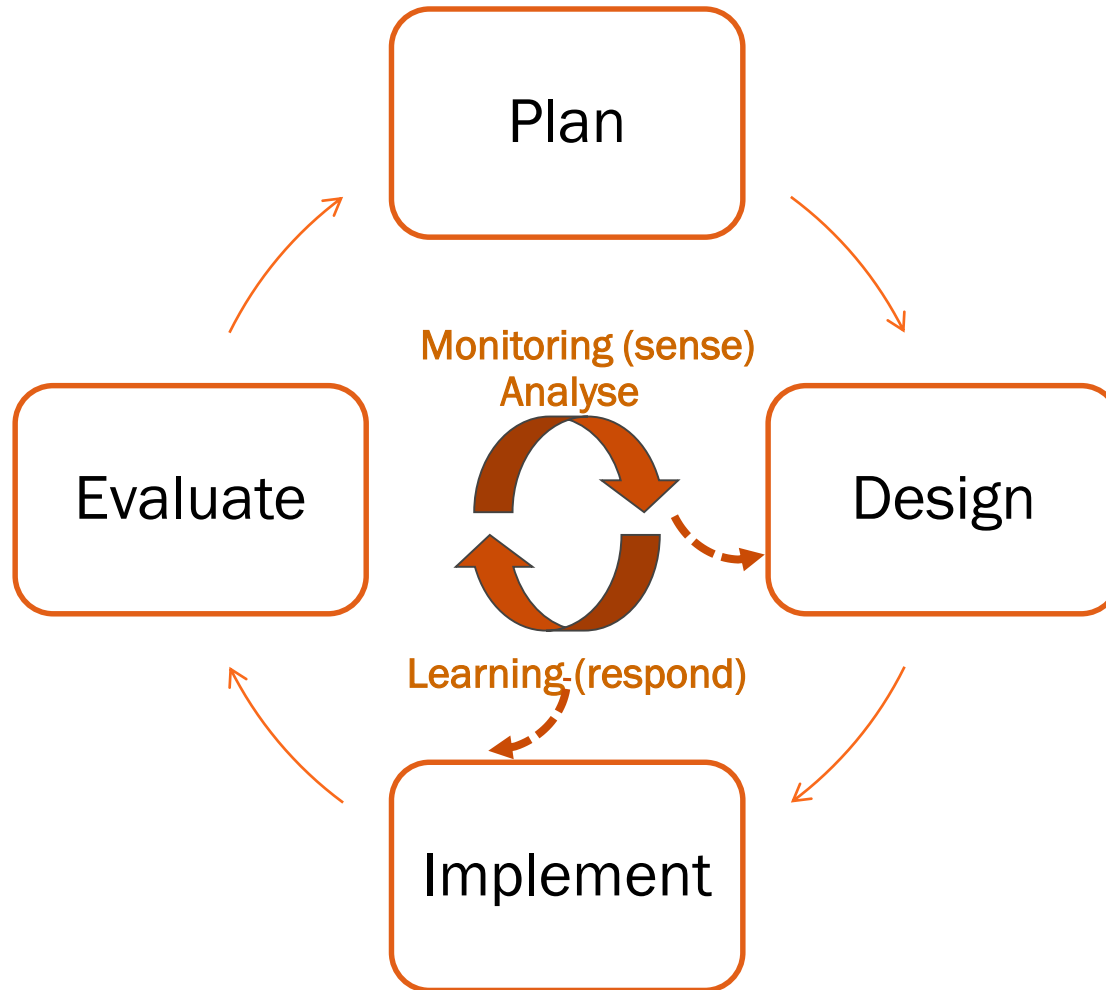 Plan
Monitoring (sense)
Analyse
Evaluate
Design
Learning (respond)
Implement